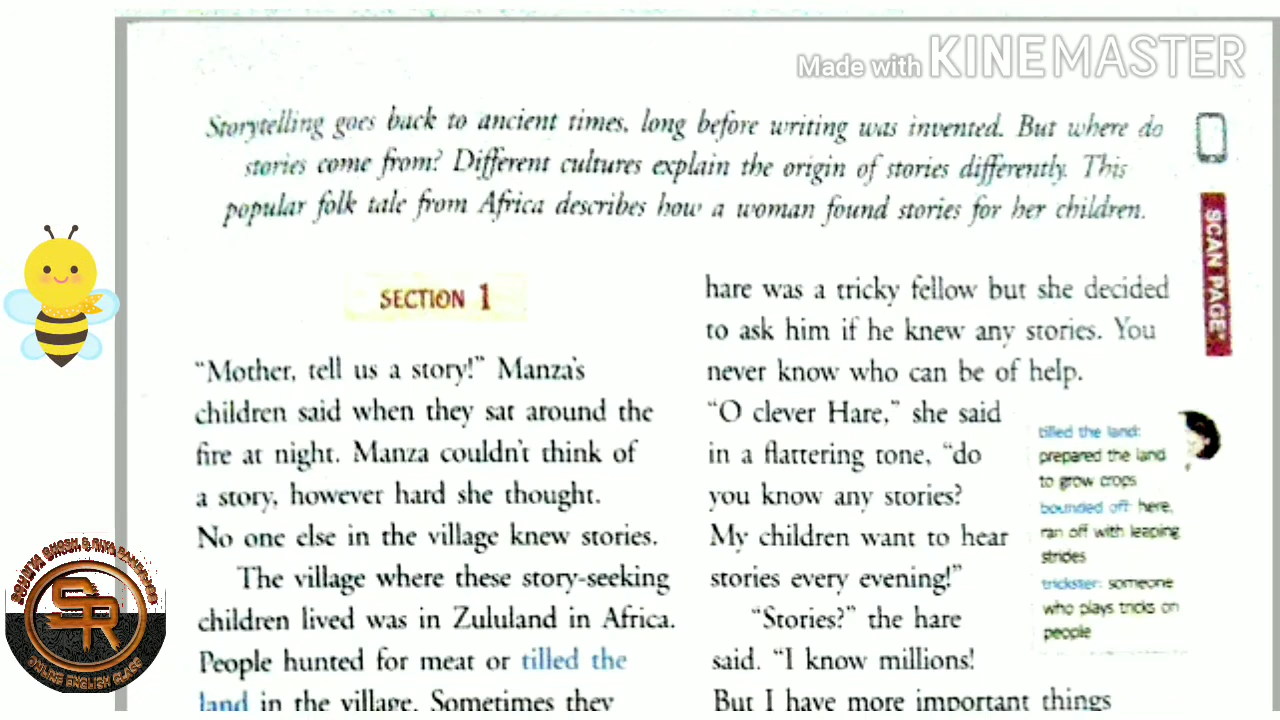 Made with KINEMASTER
Storytelling goes back to ancient times, long before writing was invented. But where do
stories come from? Different cultures explain the origin of stories differently. This
popular folk tale from Africa describes how a woman found stories for her children.
SCAN PAGE
SECTION 1
"Mother, tell us a story!" Manza's
children said when they sat around the
fire at night. Manza couldn't think of
a story, however hard she thought.
No one else in the village knew stories.
The village where these story-seeking
children lived was in Zululand in Africa.
People hunted for meat or tilled the
land in the village. Sometimes they
hare was a tricky fellow but she decided
to ask him if he knew any stories. You
never know who can be of help.
"O clever Hare," she said
in a flattering tone, "do
you know any stories?
My children want to hear
stories every evening!"
"Stories?" the hare
said. "I know millions!
But I have more important things
tilled the land:
prepared the land
to grow crops
bounded off: here,
ran off with leaping
strides
trickster: someone
who plays tricks on
people
SR
ONLINE ENGLISH CLASS